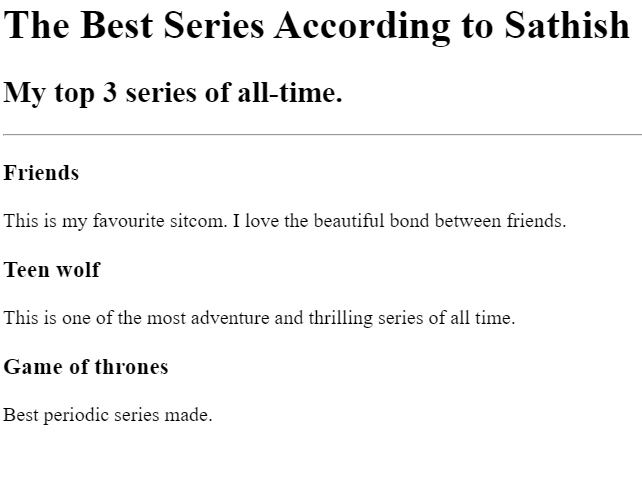 The Best Series According to Sathish
My top 3 series of all-time.
Friends
This is my favourite sitcom. I love the beautiful bond between friends.
Teen wolf
This is one of the most adventure and thrilling series of all time.
Game of thrones
Best periodic series made.